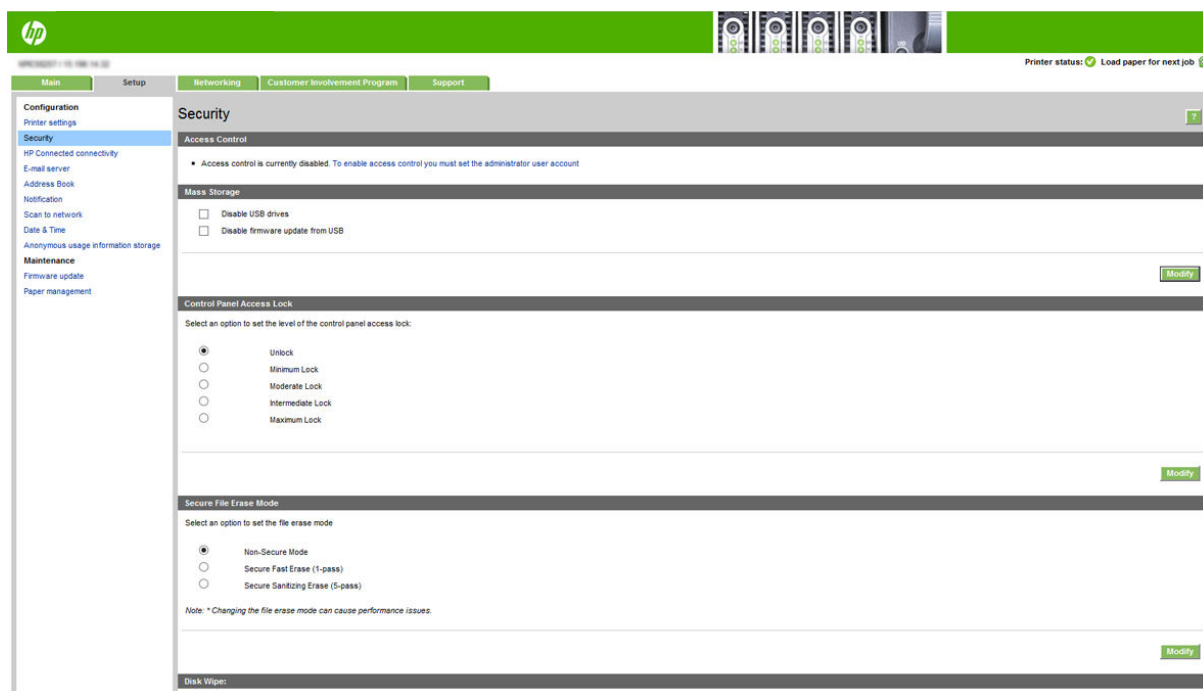 hp
Printer status: Load paper for next job
Main Setup Networking Customer Involvement Program Support
Configuration
Printer settings
Security
HP Connected connectivity
E-mail server
Address Book
Notification
Scan to network
Date & Time
Anonymous usage information storage
Maintenance
Firmware update
Paper management
Security
?
Access Control
Access control is currently disabled. To enable access control you must set the administrator user account
Mass Storage
Disable USB drives
Disable firmware update from USB
Modify
Control Panel Access Lock
Select an option to set the level of the control panel access lock:
Unlock
Minimum Lock
Moderate Lock
Intermediate Lock
Maximum Lock
Modify
Secure File Erase Mode
Select an option to set the file erase mode
Non-Secure Mode
Secure Fast Erase (1-pass)
Secure Sanitizing Erase (5-pass)
Note: * Changing the file erase mode can cause performance issues.
Modify
Disk Wipe: